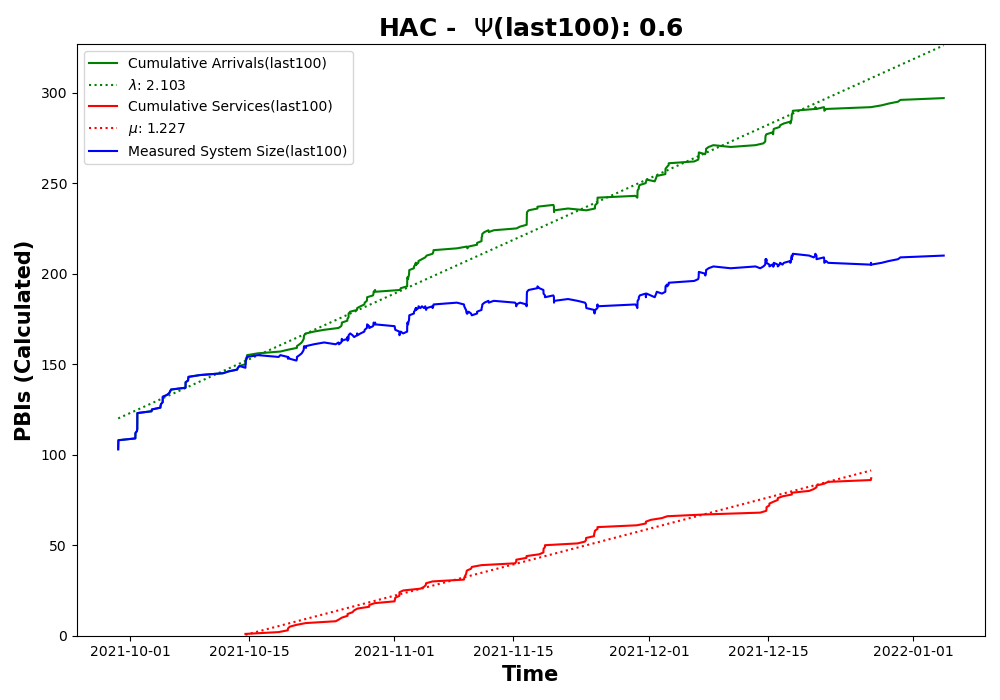 HAC - Ψ(last100): 0.6
Cumulative Arrivals(last100)
λ: 2.103
Cumulative Services(last100)
μ: 1.227
Measured System Size(last100)
PBIs (Calculated)
300
250
200
150
100
50
0
2021-10-01 2021-10-15 2021-11-01 2021-11-15 2021-12-01 2021-12-15 2022-01-01
Time